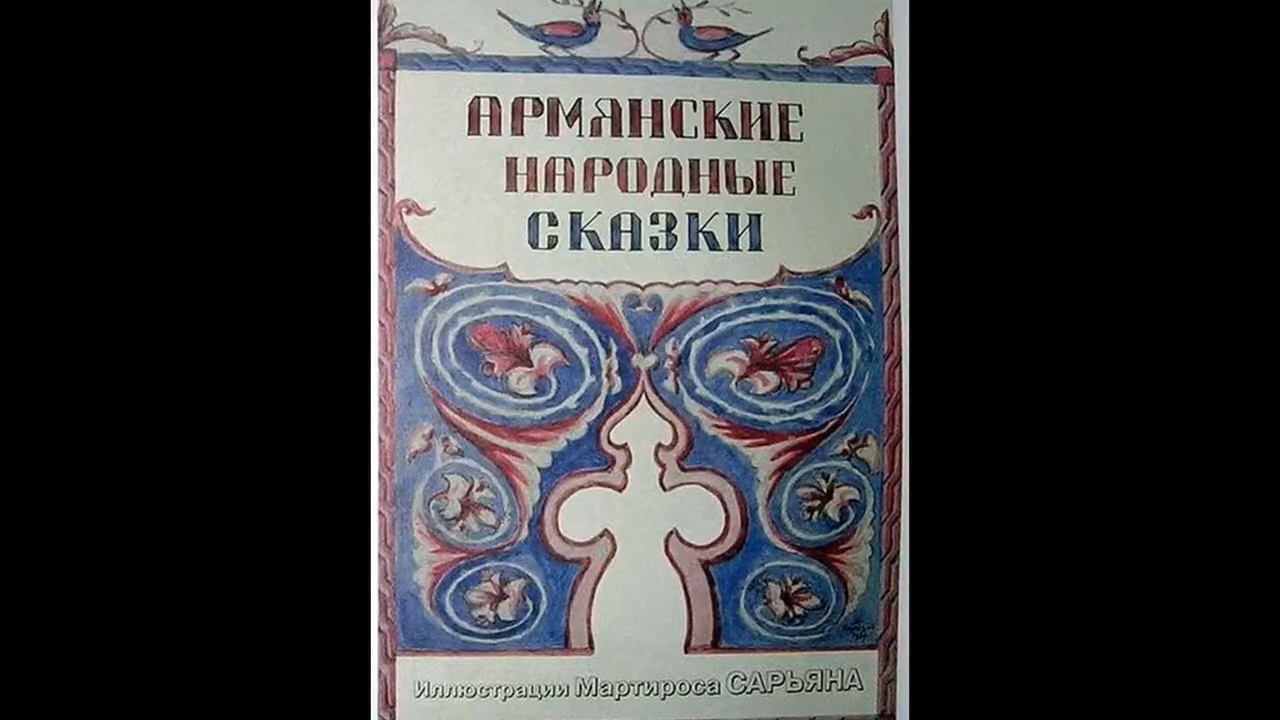 АРМЯНСКИЕ
НАРОДНЫЕ
СКАЗКИ
Иллюстрации Мартироса САРЬЯНА